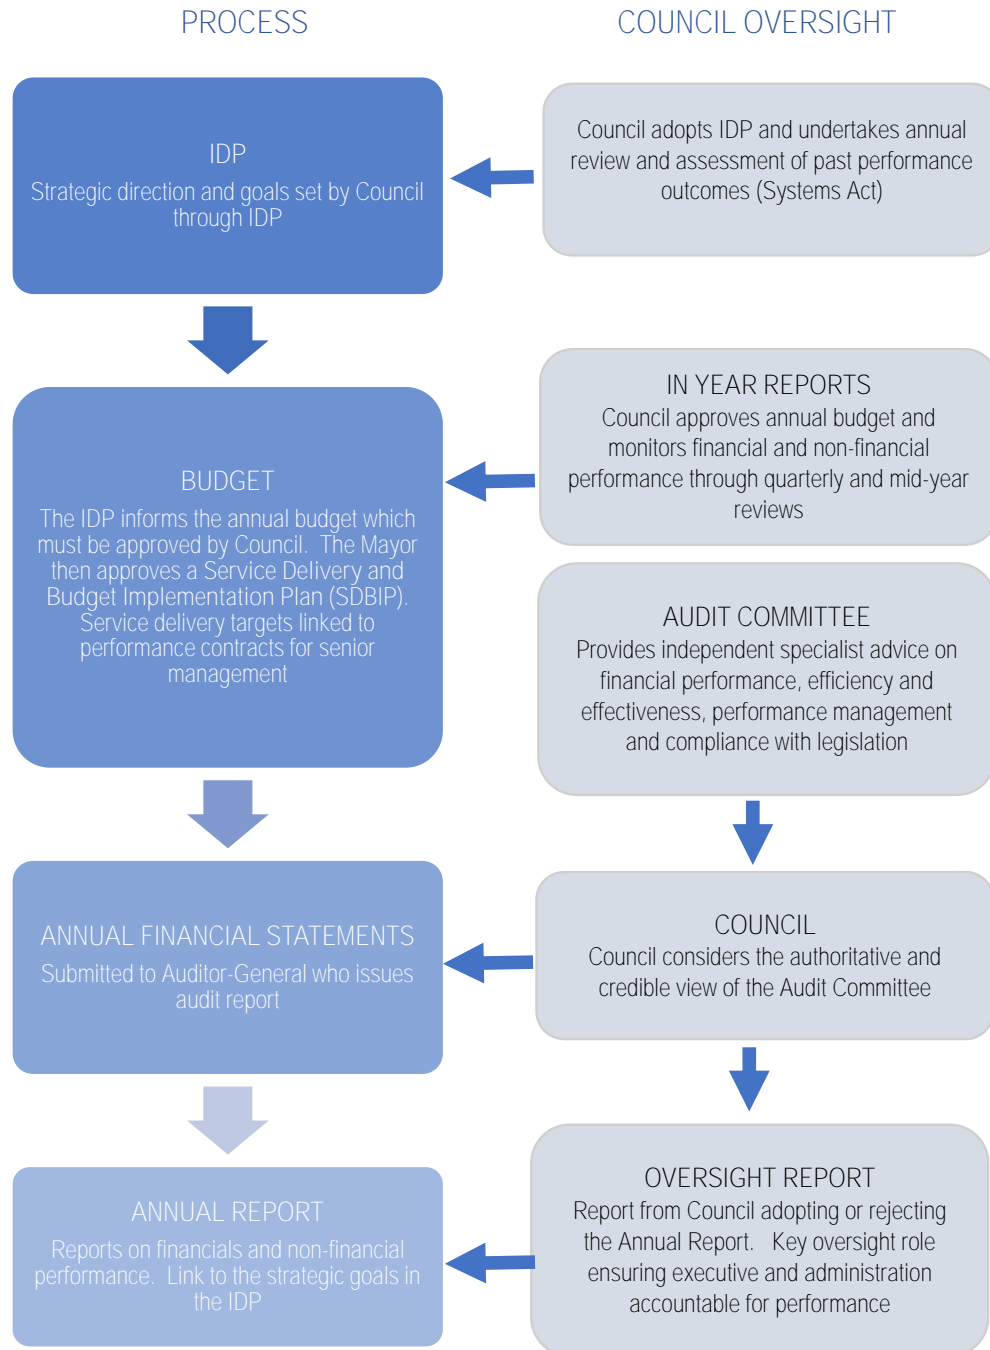 PROCESS
COUNCIL OVERSIGHT
IDP
Strategic direction and goals set by Council
through IDP
Council adopts IDP and undertakes annual
review and assessment of past performance
outcomes (Systems Act)
BUDGET
The IDP informs the annual budget which
must be approved by Council. The Mayor
then approves a Service Delivery and
Budget Implementation Plan (SDBIP).
Service delivery targets linked to
performance contracts for senior
management
IN YEAR REPORTS
Council approves annual budget and
monitors financial and non-financial
performance through quarterly and mid-year
reviews
AUDIT COMMITTEE
Provides independent specialist advice on
financial performance, efficiency and
effectiveness, performance management
and compliance with legislation
ANNUAL FINANCIAL STATEMENTS
Submitted to Auditor-General who issues
audit report
COUNCIL
Council considers the authoritative and
credible view of the Audit Committee
ANNUAL REPORT
Reports on financials and non-financial
performance. Link to the strategic goals in
the IDP
OVERSIGHT REPORT
Report from Council adopting or rejecting
the Annual Report. Key oversight role
ensuring executive and administration
accountable for performance